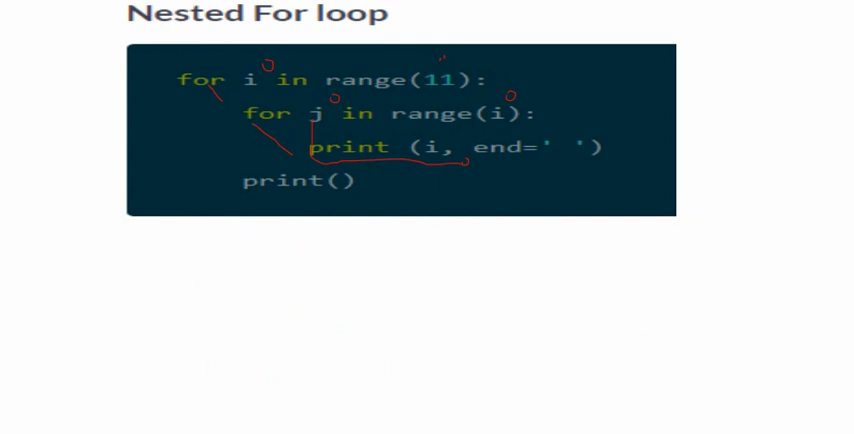 Nested For loop
for i in range(11):
for j in range(i):
print (i, end=' ')
print()